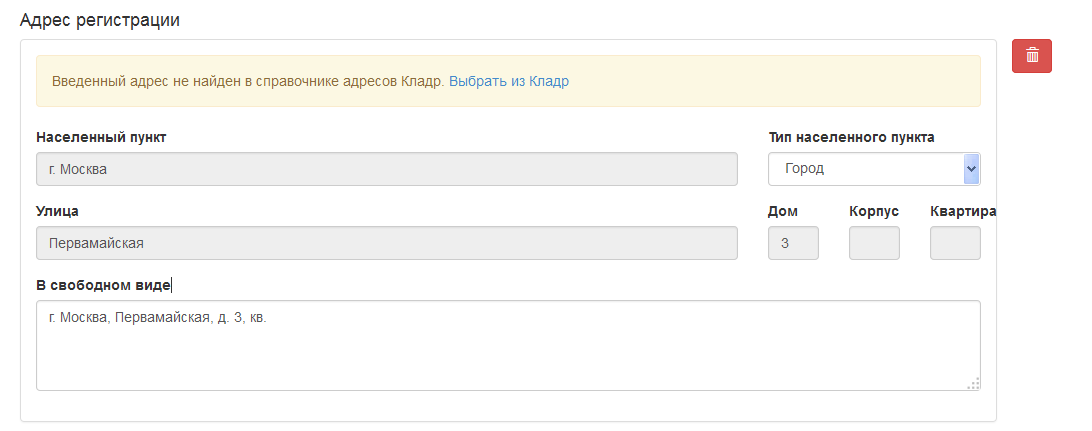 Адрес регистрации
Введенный адрес не найден в справочнике адресов Кладр. Выбрать из Кладр
Населенный пункт Тип населенного пункта
г. Москва Город
Улица Дом Корпус Квартира
Первамайская 3
В свободном виде
г. Москва, Первамайская, д. 3, кв.